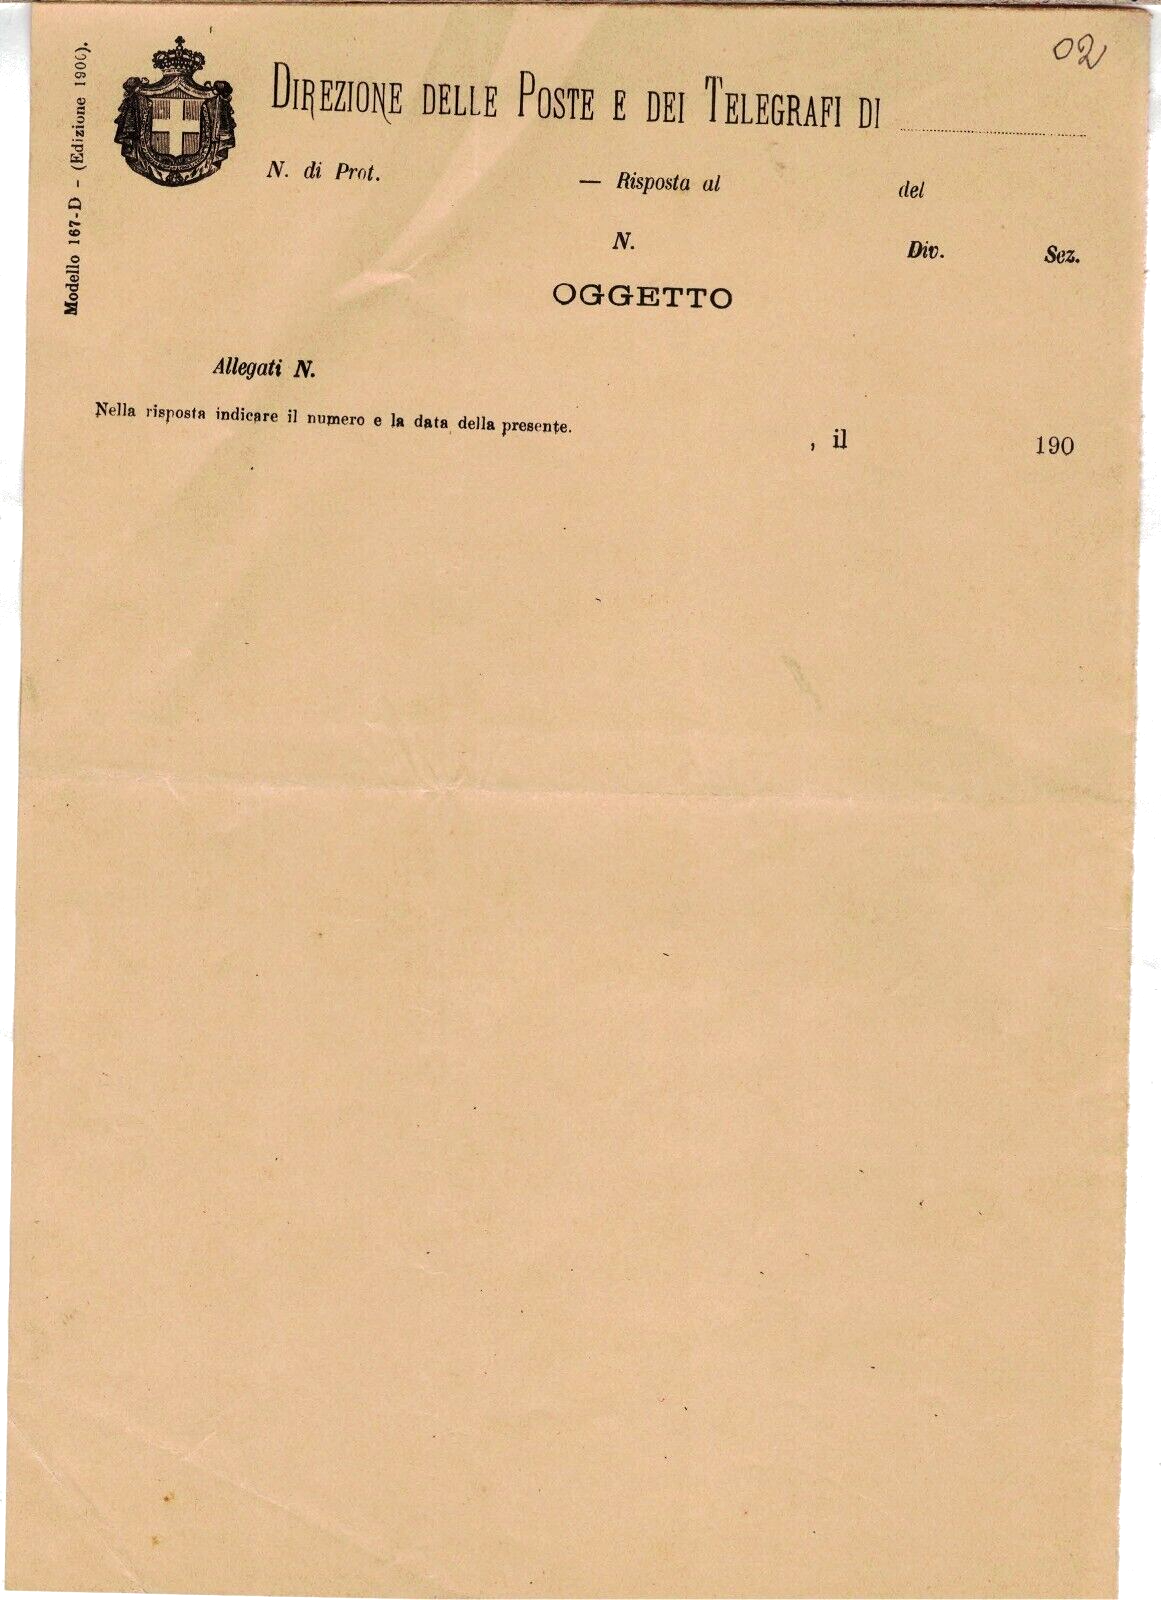 02
Modello 167-D - (Edizione 1900).
DIREZIONE DELLE POSTE E DEI TELEGRAFI DI
N. di Prot. — Risposta al del
N. Div. Sez.
OGGETTO
Allegati N.
Nella risposta indicare il numero e la data della presente.
, il 190